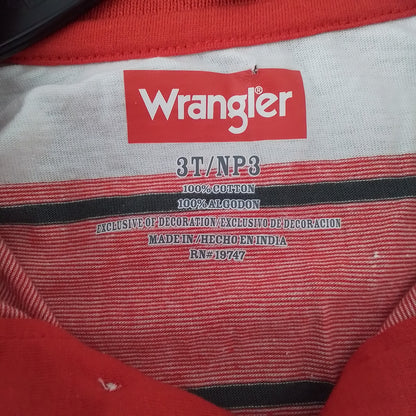 Wrangler®
3T/NP3
100% COTTON
100% ALGODON
EXCLUSIVE OF DECORATION/EXCLUSIVO DE DECORACION
MADE IN/HECHO EN INDIA
RN# 19747